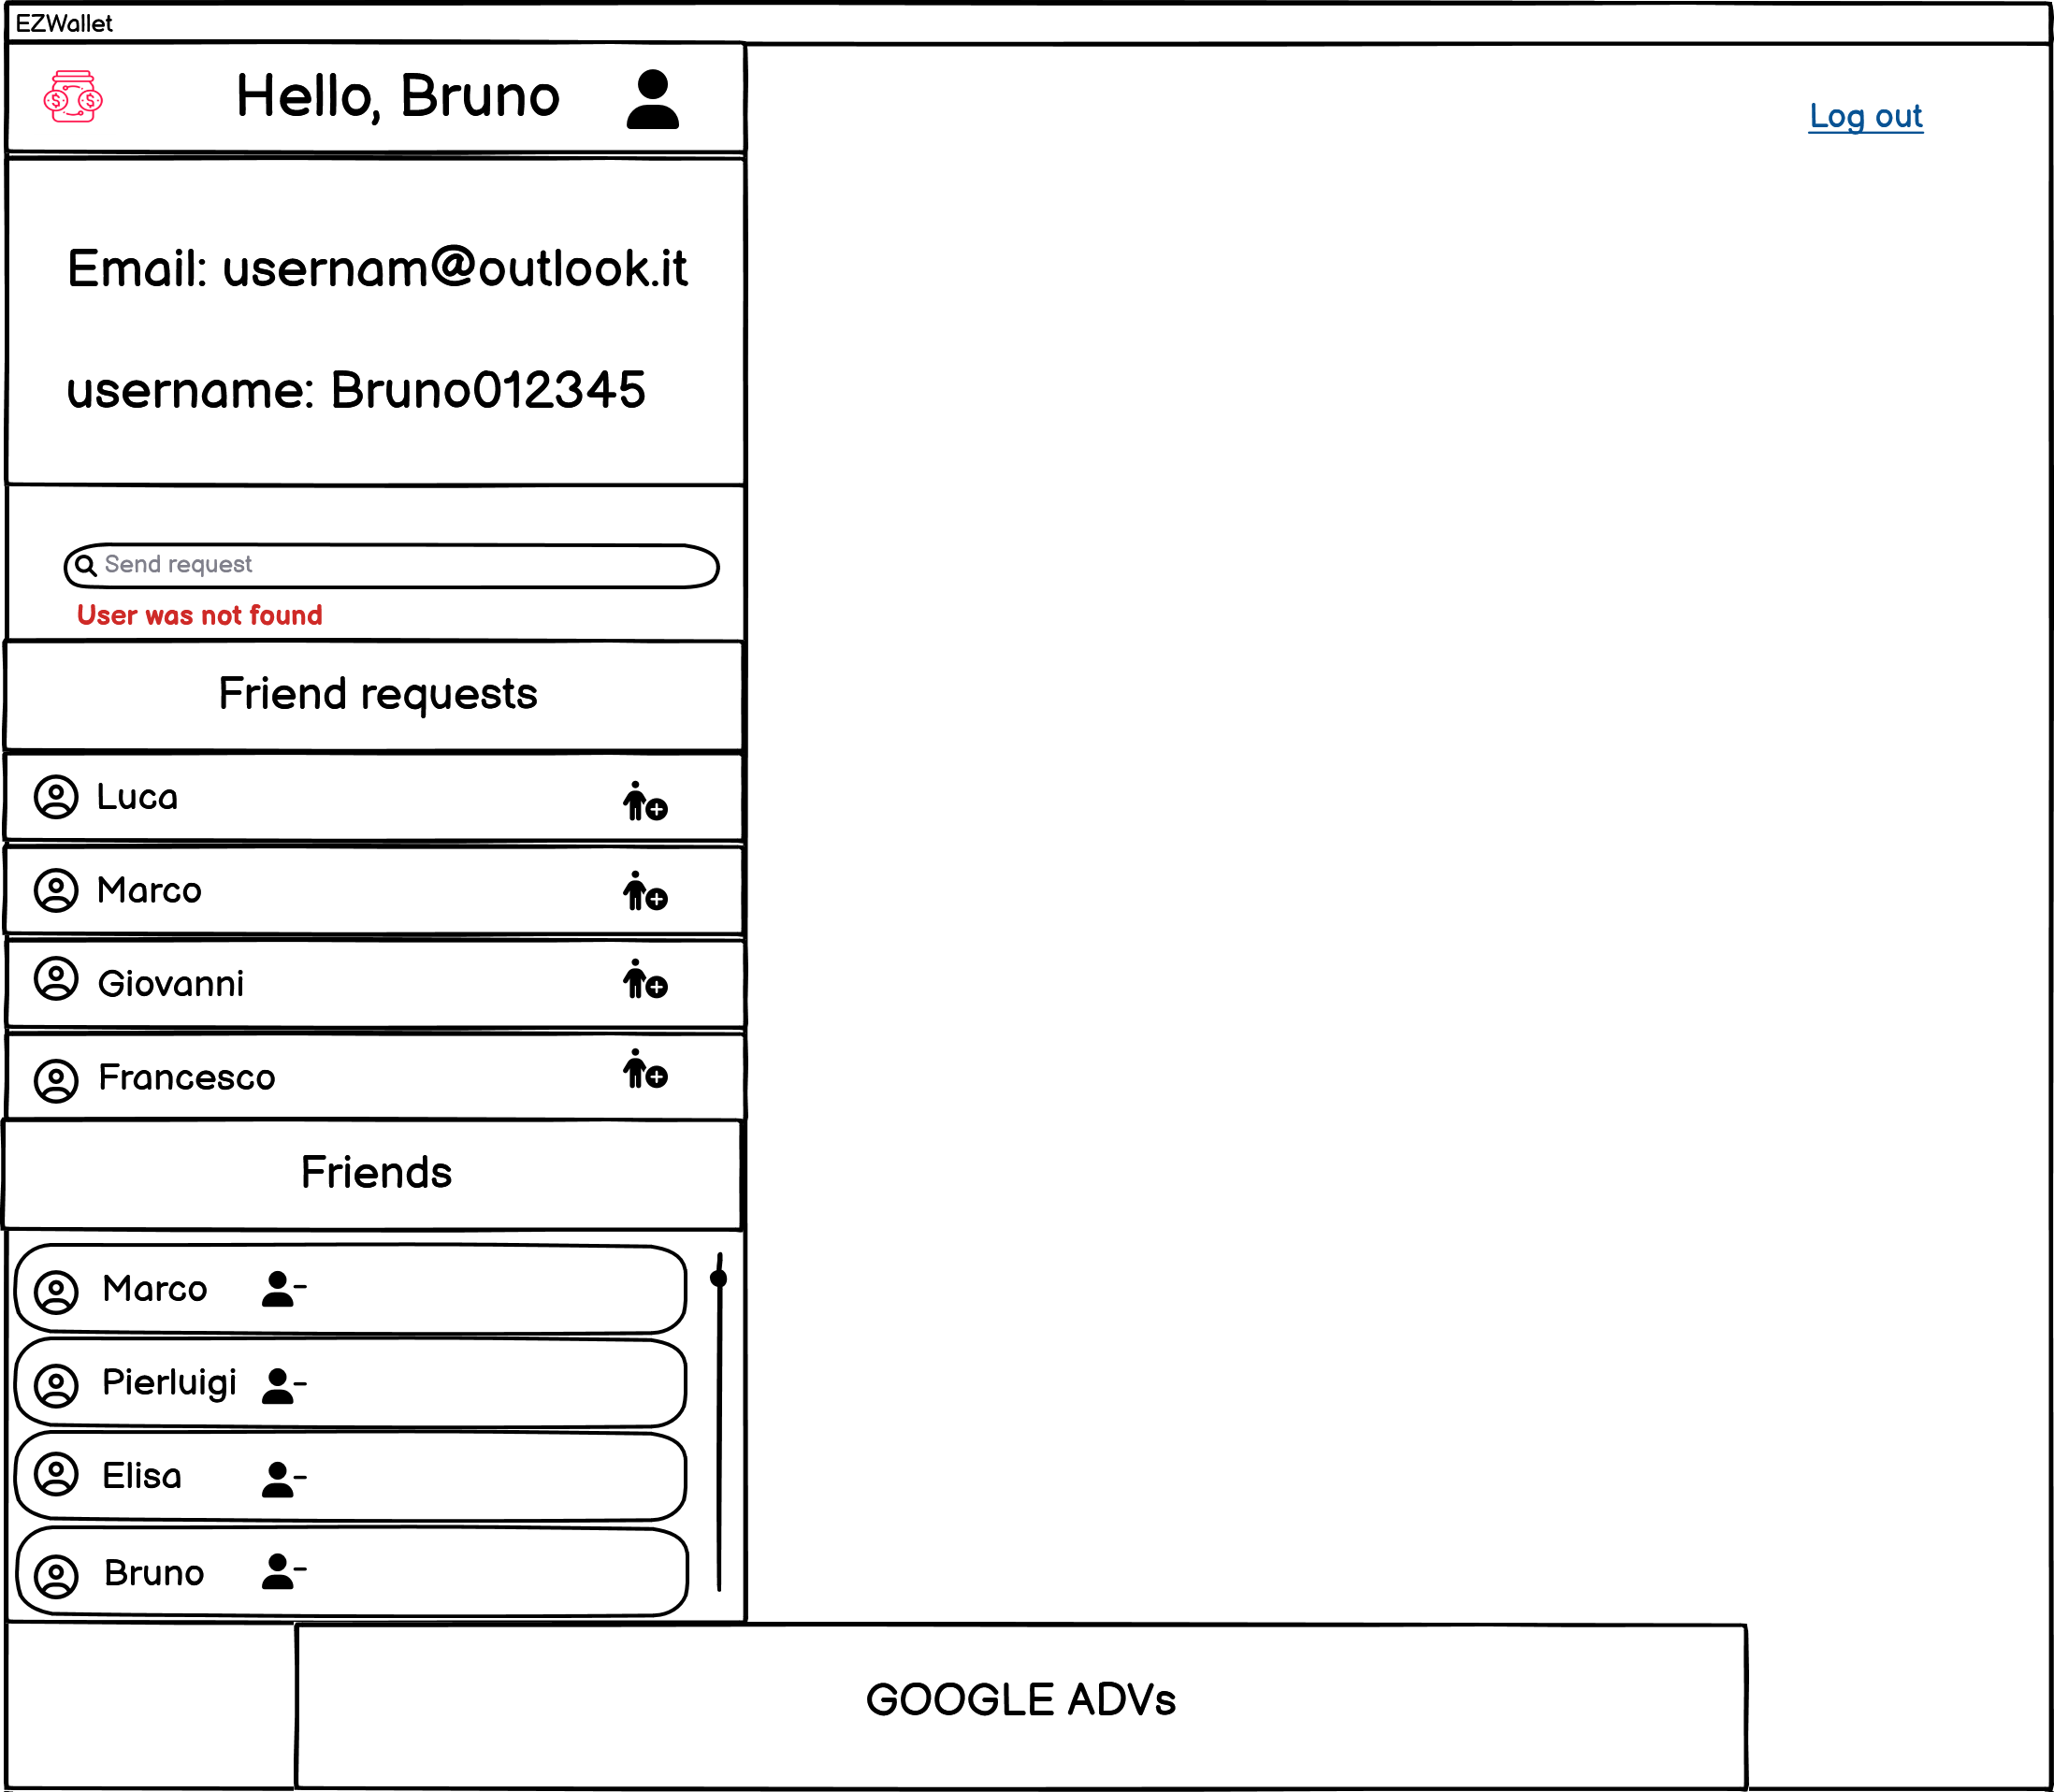 EZWallet
Hello, Bruno
Log out
Email: usernam@outlook.it
username: Bruno012345
Send request
User was not found
Friend requests
Luca
Marco
Giovanni
Francesco
Friends
Marco
Pierluigi
Elisa
Bruno
GOOGLE ADVs